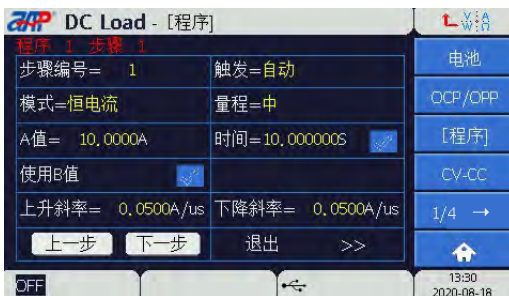 ZAP DC Load - [程序]
程序 1 步骤 1
步骤编号= 1 触发=自动
模式=恒电流 量程=中
A值= 10.0000A 时间=10.000000S
使用B值
上升斜率= 0.0500A/us 下降斜率= 0.0500A/us
上一步 下一步 退出 >>
OFF
电池
OCP/OPP
[程序]
CV-CC
1/4 →
13:30
2020-08-18